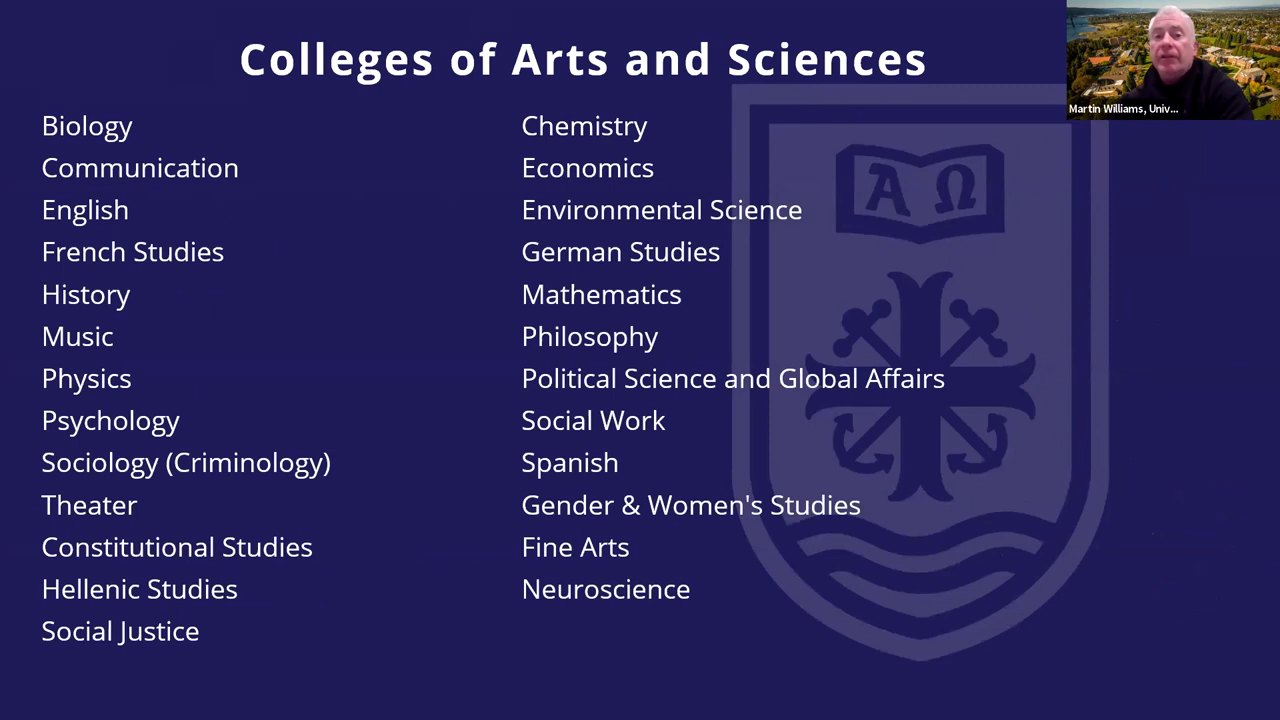 Colleges of Arts and Sciences
Biology
Communication
English
French Studies
History
Music
Physics
Psychology
Sociology (Criminology)
Theater
Constitutional Studies
Hellenic Studies
Social Justice
Chemistry
Economics
Environmental Science
German Studies
Mathematics
Philosophy
Political Science and Global Affairs
Social Work
Spanish
Gender & Women's Studies
Fine Arts
Neuroscience
Α Ω
Martin Williams, Univ...